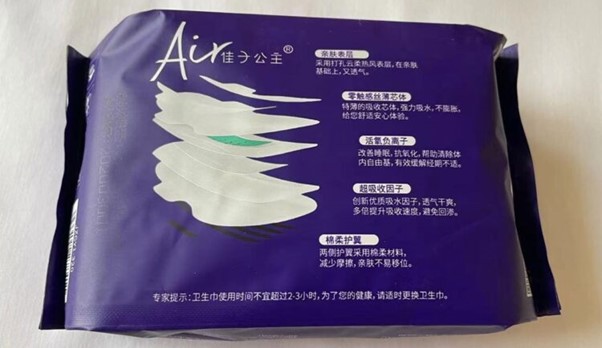 Air佳子公主®
亲肤表层
采用打孔云柔热风表层,在亲肤
基础上,又透气。
零触感丝薄芯体
特薄的吸收芯体,强力吸水,不膨胀。
给您舒适安心体验。
活氧负离子
改善睡眠,抗氧化,帮助清除体
内自由基,有效缓解经期不适。
超吸收因子
创新优质吸水因子,透气干爽,
多倍提升吸收速度,避免回渗。
棉柔护翼
两侧护翼采用棉柔材料,
减少摩擦,亲肤不易移位。
专家提示:卫生巾使用时间不宜超过2-3小时,为了您的健康,请适时更换卫生巾。